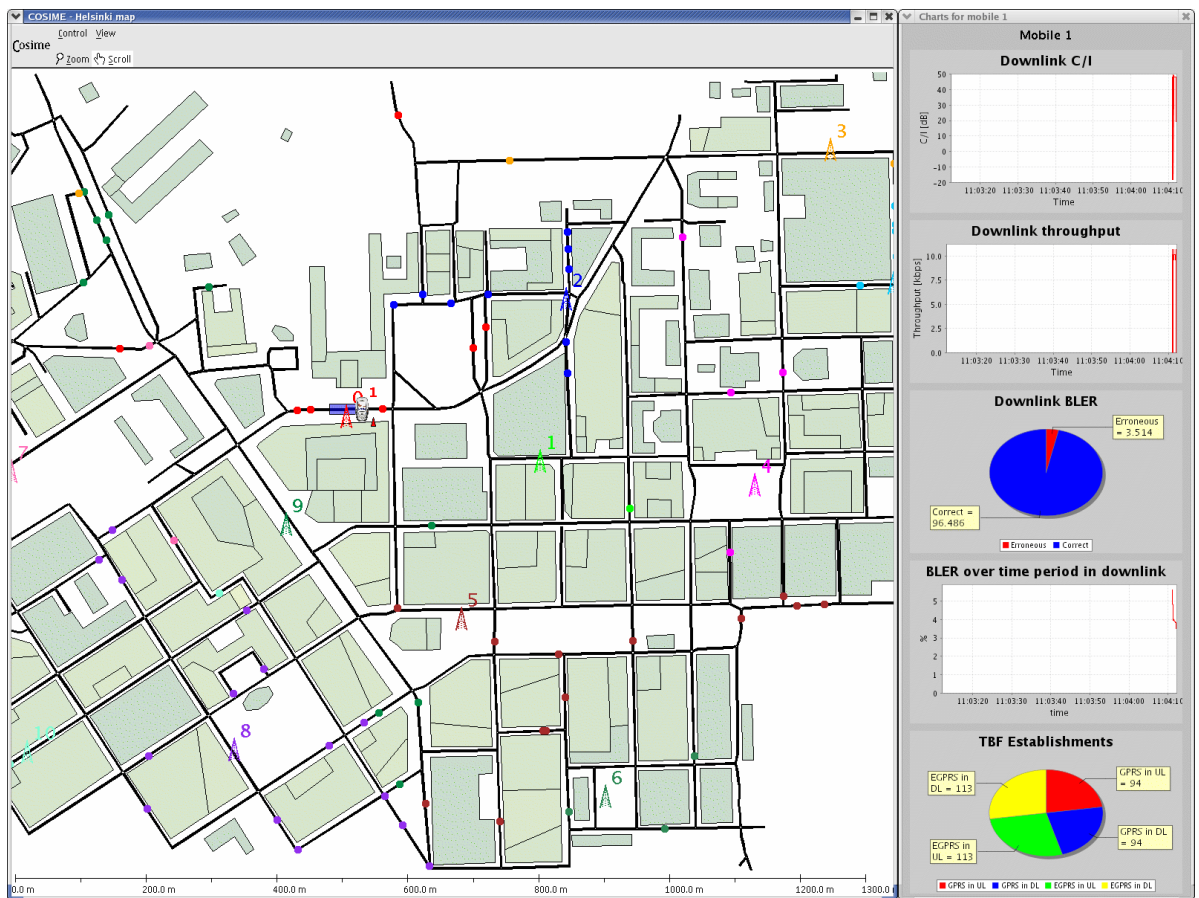 COSIME - Helsinki map
Control View
Cosime
Zoom Scroll
3
2
0 1
1
7
4
9
5
10
8
6
0.0 m 200.0 m 400.0 m 600.0 m 800.0 m 1000.0 m 1200.0 m 1300.0 m
Charts for mobile 1
Mobile 1
Downlink C/I
C/I [dB]
50
40
30
20
10
0
-10
-20
11:03:20 11:03:30 11:03:40 11:03:50 11:04:00 11:04:10
Time
Downlink throughput
Throughput [kbps]
10.0
7.5
5.0
2.5
0.0
11:03:20 11:03:30 11:03:40 11:03:50 11:04:00 11:04:10
Time
Downlink BLER
Erroneous
= 3.514
Correct =
96.486
Erroneous Correct
BLER over time period in downlink
%
5
4
3
2
1
0
11:03:20 11:03:30 11:03:40 11:03:50 11:04:00 11:04:10
time
TBF Establishments
EGPRS in
DL = 113
GPRS in UL
= 94
GPRS in DL
= 94
EGPRS in
UL = 113
GPRS in UL GPRS in DL EGPRS in UL EGPRS in DL